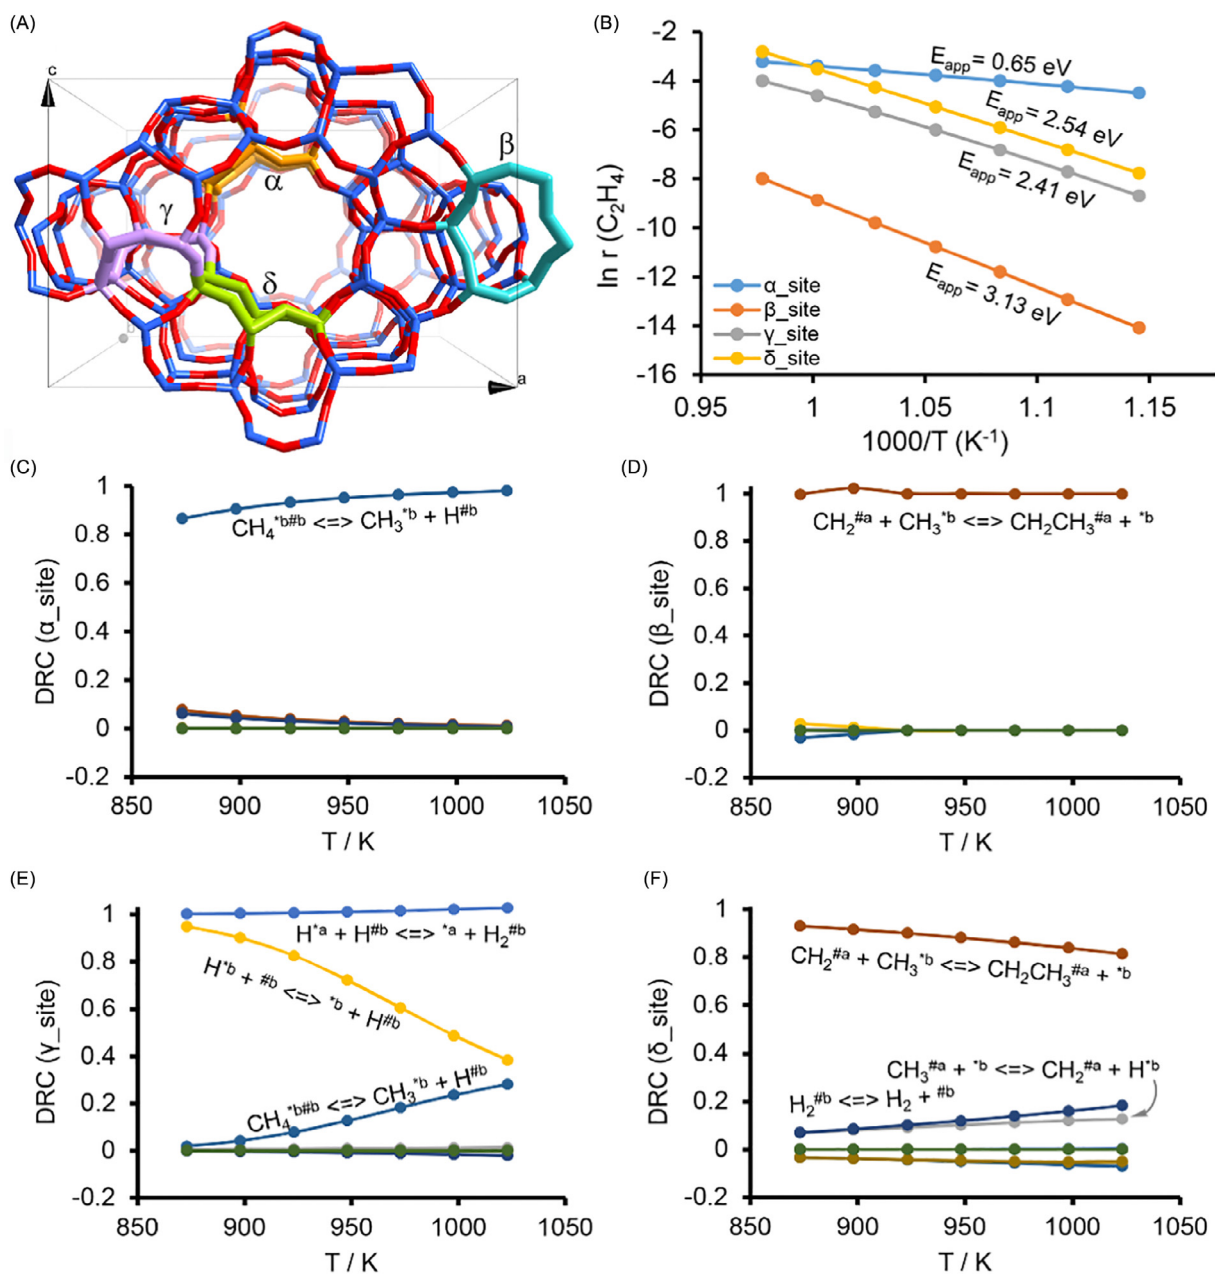 (A)
c
β
α
γ
δ
b
a
(B)
-2
-4
-6
-8
-10
-12
-14
-16
ln r (C₂H₄)
E_app = 0.65 eV
E_app = 2.54 eV
E_app = 2.41 eV
E_app = 3.13 eV
α_site
β_site
γ_site
δ_site
0.95 1 1.05 1.1 1.15
1000/T (K⁻¹)
(C)
1
0.8
0.6
0.4
0.2
0
-0.2
DRC (α_site)
CH₄*ᵇ#ᵇ <=> CH₃*ᵇ + H#ᵇ
850 900 950 1000 1050
T / K
(D)
1
0.8
0.6
0.4
0.2
0
-0.2
DRC (β_site)
CH₂#ᵃ + CH₃*ᵇ <=> CH₂CH₃#ᵃ + *ᵇ
850 900 950 1000 1050
T / K
(E)
1
0.8
0.6
0.4
0.2
0
-0.2
DRC (γ_site)
H*ᵃ + H#ᵇ <=> *ᵃ + H₂#ᵇ
H*ᵇ + #ᵇ <=> *ᵇ + H#ᵇ
CH₄*ᵇ#ᵇ <=> CH₃*ᵇ + H#ᵇ
850 900 950 1000 1050
T / K
(F)
1
0.8
0.6
0.4
0.2
0
-0.2
DRC (δ_site)
CH₂#ᵃ + CH₃*ᵇ <=> CH₂CH₃#ᵃ + *ᵇ
CH₃#ᵃ + *ᵇ <=> CH₂#ᵃ + H*ᵇ
H₂#ᵇ <=> H₂ + #ᵇ
850 900 950 1000 1050
T / K